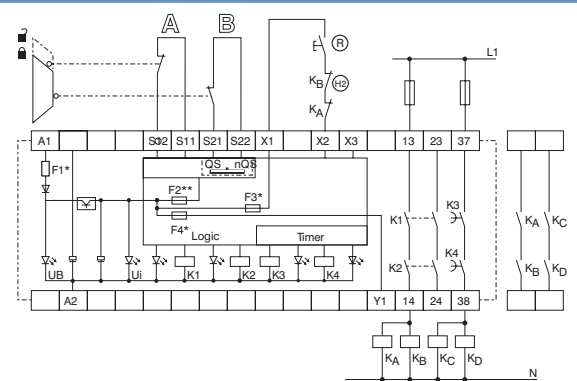 A B
L1
R
KB H2
KA
A1 S12 S11 S21 S22 X1 X2 X3 13 23 37
F1*
QS nQS
F2**
F3*
F4*
K3
K1
KA KC
Logic Timer
K4
K2
KB KD
UB Ui K1 K2 K3 K4
A2 Y1 14 24 38
KA KB KC KD
N